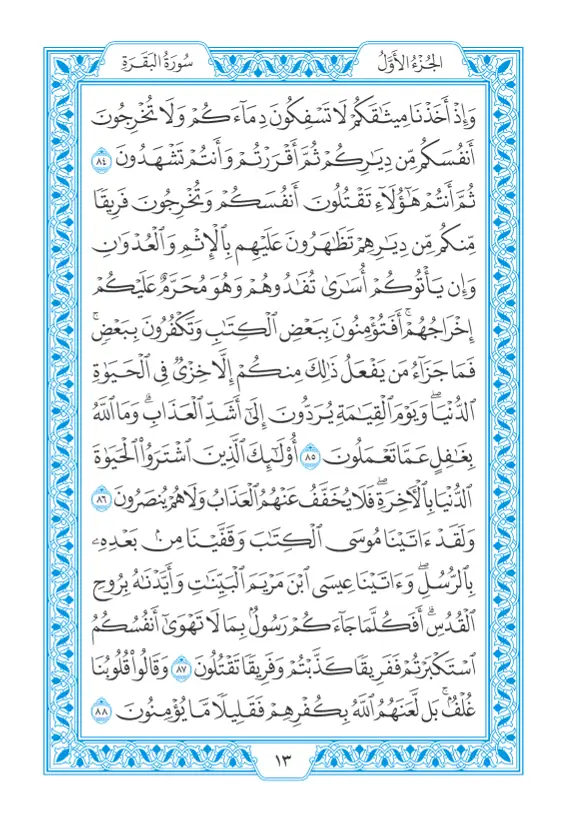 الجُزْءُ الأَوَّلُ
سُورَةُ البَقَرَةِ
وَإِذْ أَخَذْنَا مِيثَٰقَكُمْ لَا تَسْفِكُونَ دِمَآءَكُمْ وَلَا تُخْرِجُونَ
أَنفُسَكُم مِّن دِيَٰرِكُمْ ثُمَّ أَقْرَرْتُمْ وَأَنتُمْ تَشْهَدُونَ ٨٤
ثُمَّ أَنتُمْ هَٰٓؤُلَآءِ تَقْتُلُونَ أَنفُسَكُمْ وَتُخْرِجُونَ فَرِيقًا
مِّنكُم مِّن دِيَٰرِهِمْ تَظَٰهَرُونَ عَلَيْهِم بِٱلْإِثْمِ وَٱلْعُدْوَٰنِ
وَإِن يَأْتُوكُمْ أُسَٰرَىٰ تُفَٰدُوهُمْ وَهُوَ مُحَرَّمٌ عَلَيْكُمْ
إِخْرَاجُهُمْ ۚ أَفَتُؤْمِنُونَ بِبَعْضِ ٱلْكِتَٰبِ وَتَكْفُرُونَ بِبَعْضٍ ۚ
فَمَا جَزَآءُ مَن يَفْعَلُ ذَٰلِكَ مِنكُمْ إِلَّا خِزْىٌ فِى ٱلْحَيَوٰةِ
ٱلدُّنْيَا ۖ وَيَوْمَ ٱلْقِيَٰمَةِ يُرَدُّونَ إِلَىٰٓ أَشَدِّ ٱلْعَذَابِ ۗ وَمَا ٱللَّهُ
بِغَٰفِلٍ عَمَّا تَعْمَلُونَ ٨٥ أُو۟لَٰٓئِكَ ٱلَّذِينَ ٱشْتَرَوُا۟ ٱلْحَيَوٰةَ
ٱلدُّنْيَا بِٱلْءَاخِرَةِ ۖ فَلَا يُخَفَّفُ عَنْهُمُ ٱلْعَذَابُ وَلَا هُمْ يُنصَرُونَ ٨٦
وَلَقَدْ ءَاتَيْنَا مُوسَى ٱلْكِتَٰبَ وَقَفَّيْنَا مِنۢ بَعْدِهِۦ
بِٱلرُّسُلِ ۖ وَءَاتَيْنَا عِيسَى ٱبْنَ مَرْيَمَ ٱلْبَيِّنَٰتِ وَأَيَّدْنَٰهُ بِرُوحِ
ٱلْقُدُسِ ۗ أَفَكُلَّمَا جَآءَكُمْ رَسُولٌۢ بِمَا لَا تَهْوَىٰٓ أَنفُسُكُمُ
ٱسْتَكْبَرْتُمْ فَفَرِيقًا كَذَّبْتُمْ وَفَرِيقًا تَقْتُلُونَ ٨٧ وَقَالُوا۟ قُلُوبُنَا
غُلْفٌۢ ۚ بَل لَّعَنَهُمُ ٱللَّهُ بِكُفْرِهِمْ فَقَلِيلًا مَّا يُؤْمِنُونَ ٨٨
١٣